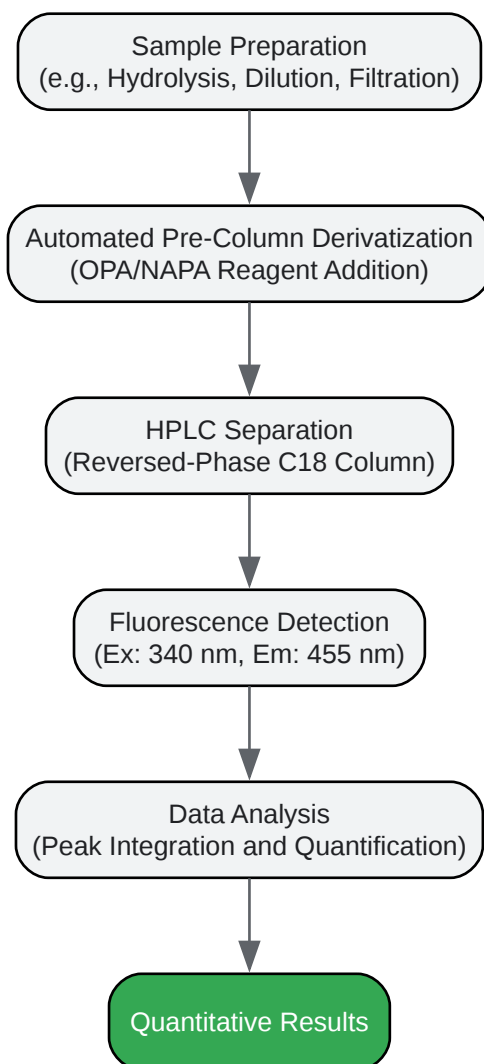 Sample Preparation
(e.g., Hydrolysis, Dilution, Filtration)
Automated Pre-Column Derivatization
(OPA/NAPA Reagent Addition)
HPLC Separation
(Reversed-Phase C18 Column)
Fluorescence Detection
(Ex: 340 nm, Em: 455 nm)
Data Analysis
(Peak Integration and Quantification)
Quantitative Results